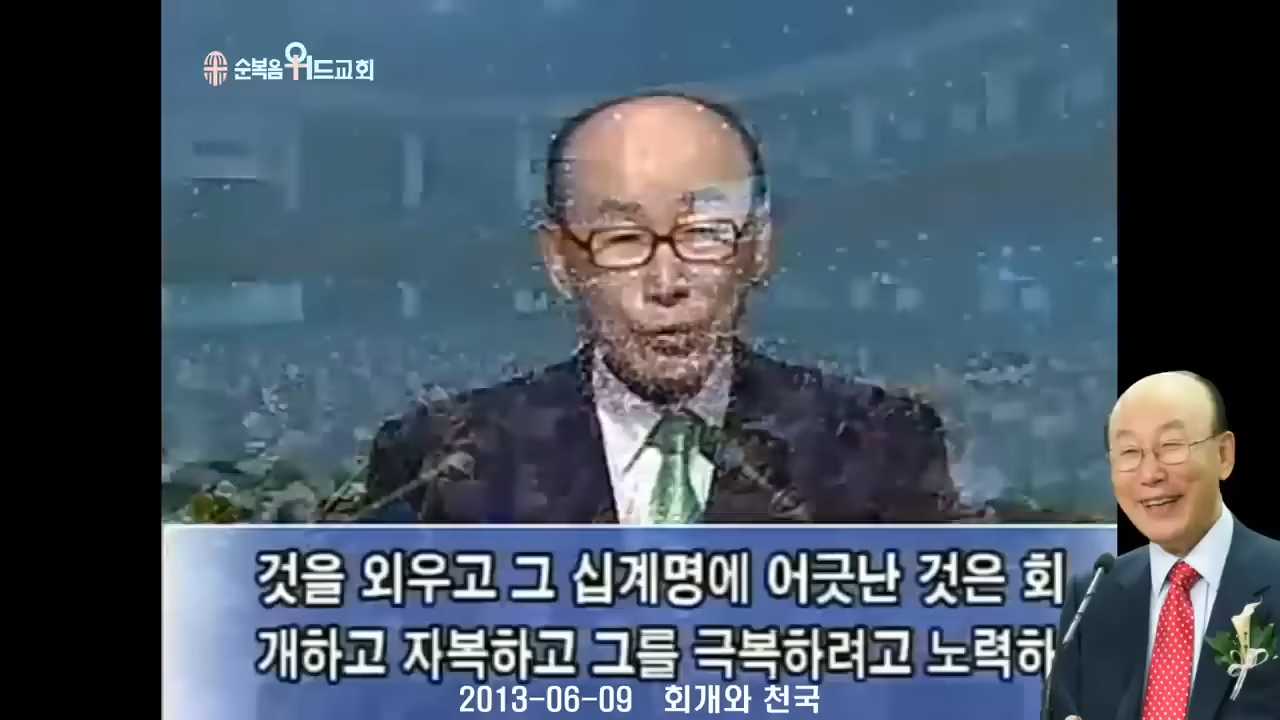 순복음위드교회
것을 외우고 그 십계명에 어긋난 것은 회
개하고 자복하고 그를 극복하려고 노력하
2013-06-09 회개와 천국